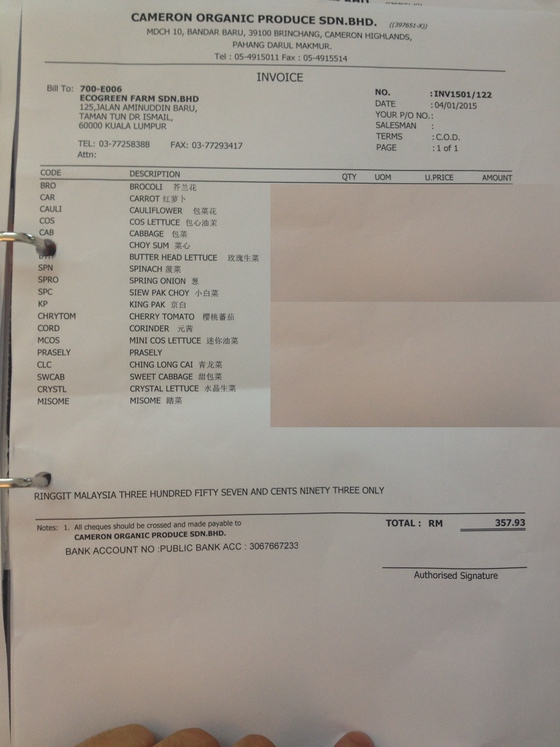 CAMERON ORGANIC PRODUCE SDN.BHD. ((397651-X))
MDCH 10, BANDAR BARU, 39100 BRINCHANG, CAMERON HIGHLANDS,
PAHANG DARUL MAKMUR.
Tel : 05-4915011 Fax : 05-4915514
INVOICE
Bill To: 700-E006
ECOGREEN FARM SDN.BHD
125,JALAN AMINUDDIN BARU,
TAMAN TUN DR ISMAIL,
60000 KUALA LUMPUR
TEL: 03-77258388 FAX: 03-77293417
Attn:
NO. : INV1501/122
DATE : 04/01/2015
YOUR P/O NO.:
SALESMAN :
TERMS : C.O.D.
PAGE : 1 of 1
CODE DESCRIPTION QTY UOM U.PRICE AMOUNT
BRO BROCOLI 芥兰花
CAR CARROT 红萝卜
CAULI CAULIFLOWER 包菜花
COS COS LETTUCE 包心油麦
CAB CABBAGE 包菜
CHOY SUM 菜心
BUTTER HEAD LETTUCE 玫瑰生菜
SPN SPINACH 菠菜
SPRO SPRING ONION 葱
SPC SIEW PAK CHOY 小白菜
KP KING PAK 京白
CHRYTOM CHERRY TOMATO 樱桃蕃茄
CORD CORINDER 元茜
MCOS MINI COS LETTUCE 迷你油菜
PRASELY PRASELY
CLC CHING LONG CAI 青龙菜
SWCAB SWEET CABBAGE 甜包菜
CRYSTL CRYSTAL LETTUCE 水晶生菜
MISOME MISOME
RINGGIT MALAYSIA THREE HUNDRED FIFTY SEVEN AND CENTS NINETY THREE ONLY
Notes: 1. All cheques should be crossed and made payable to
CAMERON ORGANIC PRODUCE SDN.BHD.
BANK ACCOUNT NO :PUBLIC BANK ACC : 3067667233
TOTAL : RM 357.93
Authorised Signature